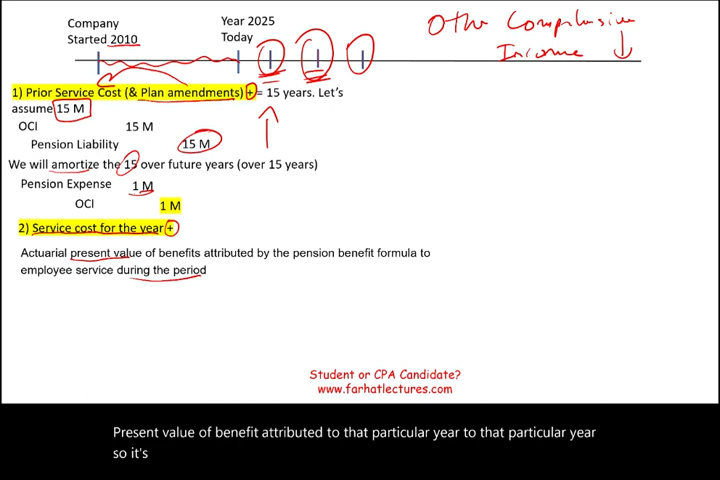 Company
Started 2010
Year 2025
Today
Othe Complhsive
Income
1) Prior Service Cost (& Plan amendments) + = 15 years. Let's
assume 15 M
OCI 15 M
Pension Liability 15 M
We will amortize the 15 over future years (over 15 years)
Pension Expense 1 M
OCI 1 M
2) Service cost for the year +
Actuarial present value of benefits attributed by the pension benefit formula to
employee service during the period
Student or CPA Candidate?
www.farhatlectures.com
Present value of benefit attributed to that particular year to that particular year
so it's